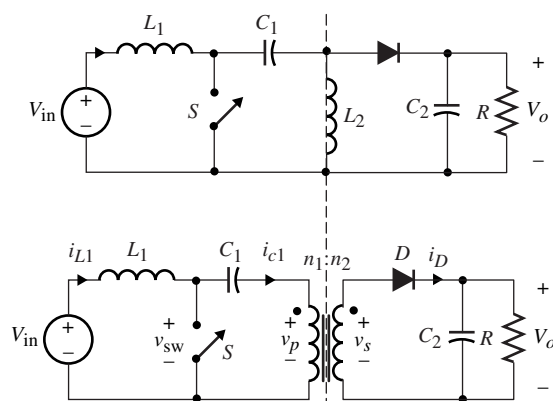 L1 C1
Vin + − S L2 C2 R + Vo −
iL1 L1 C1 ic1 n1 : n2 D iD
Vin + − + vsw − S + vp − + vs − C2 R + Vo −